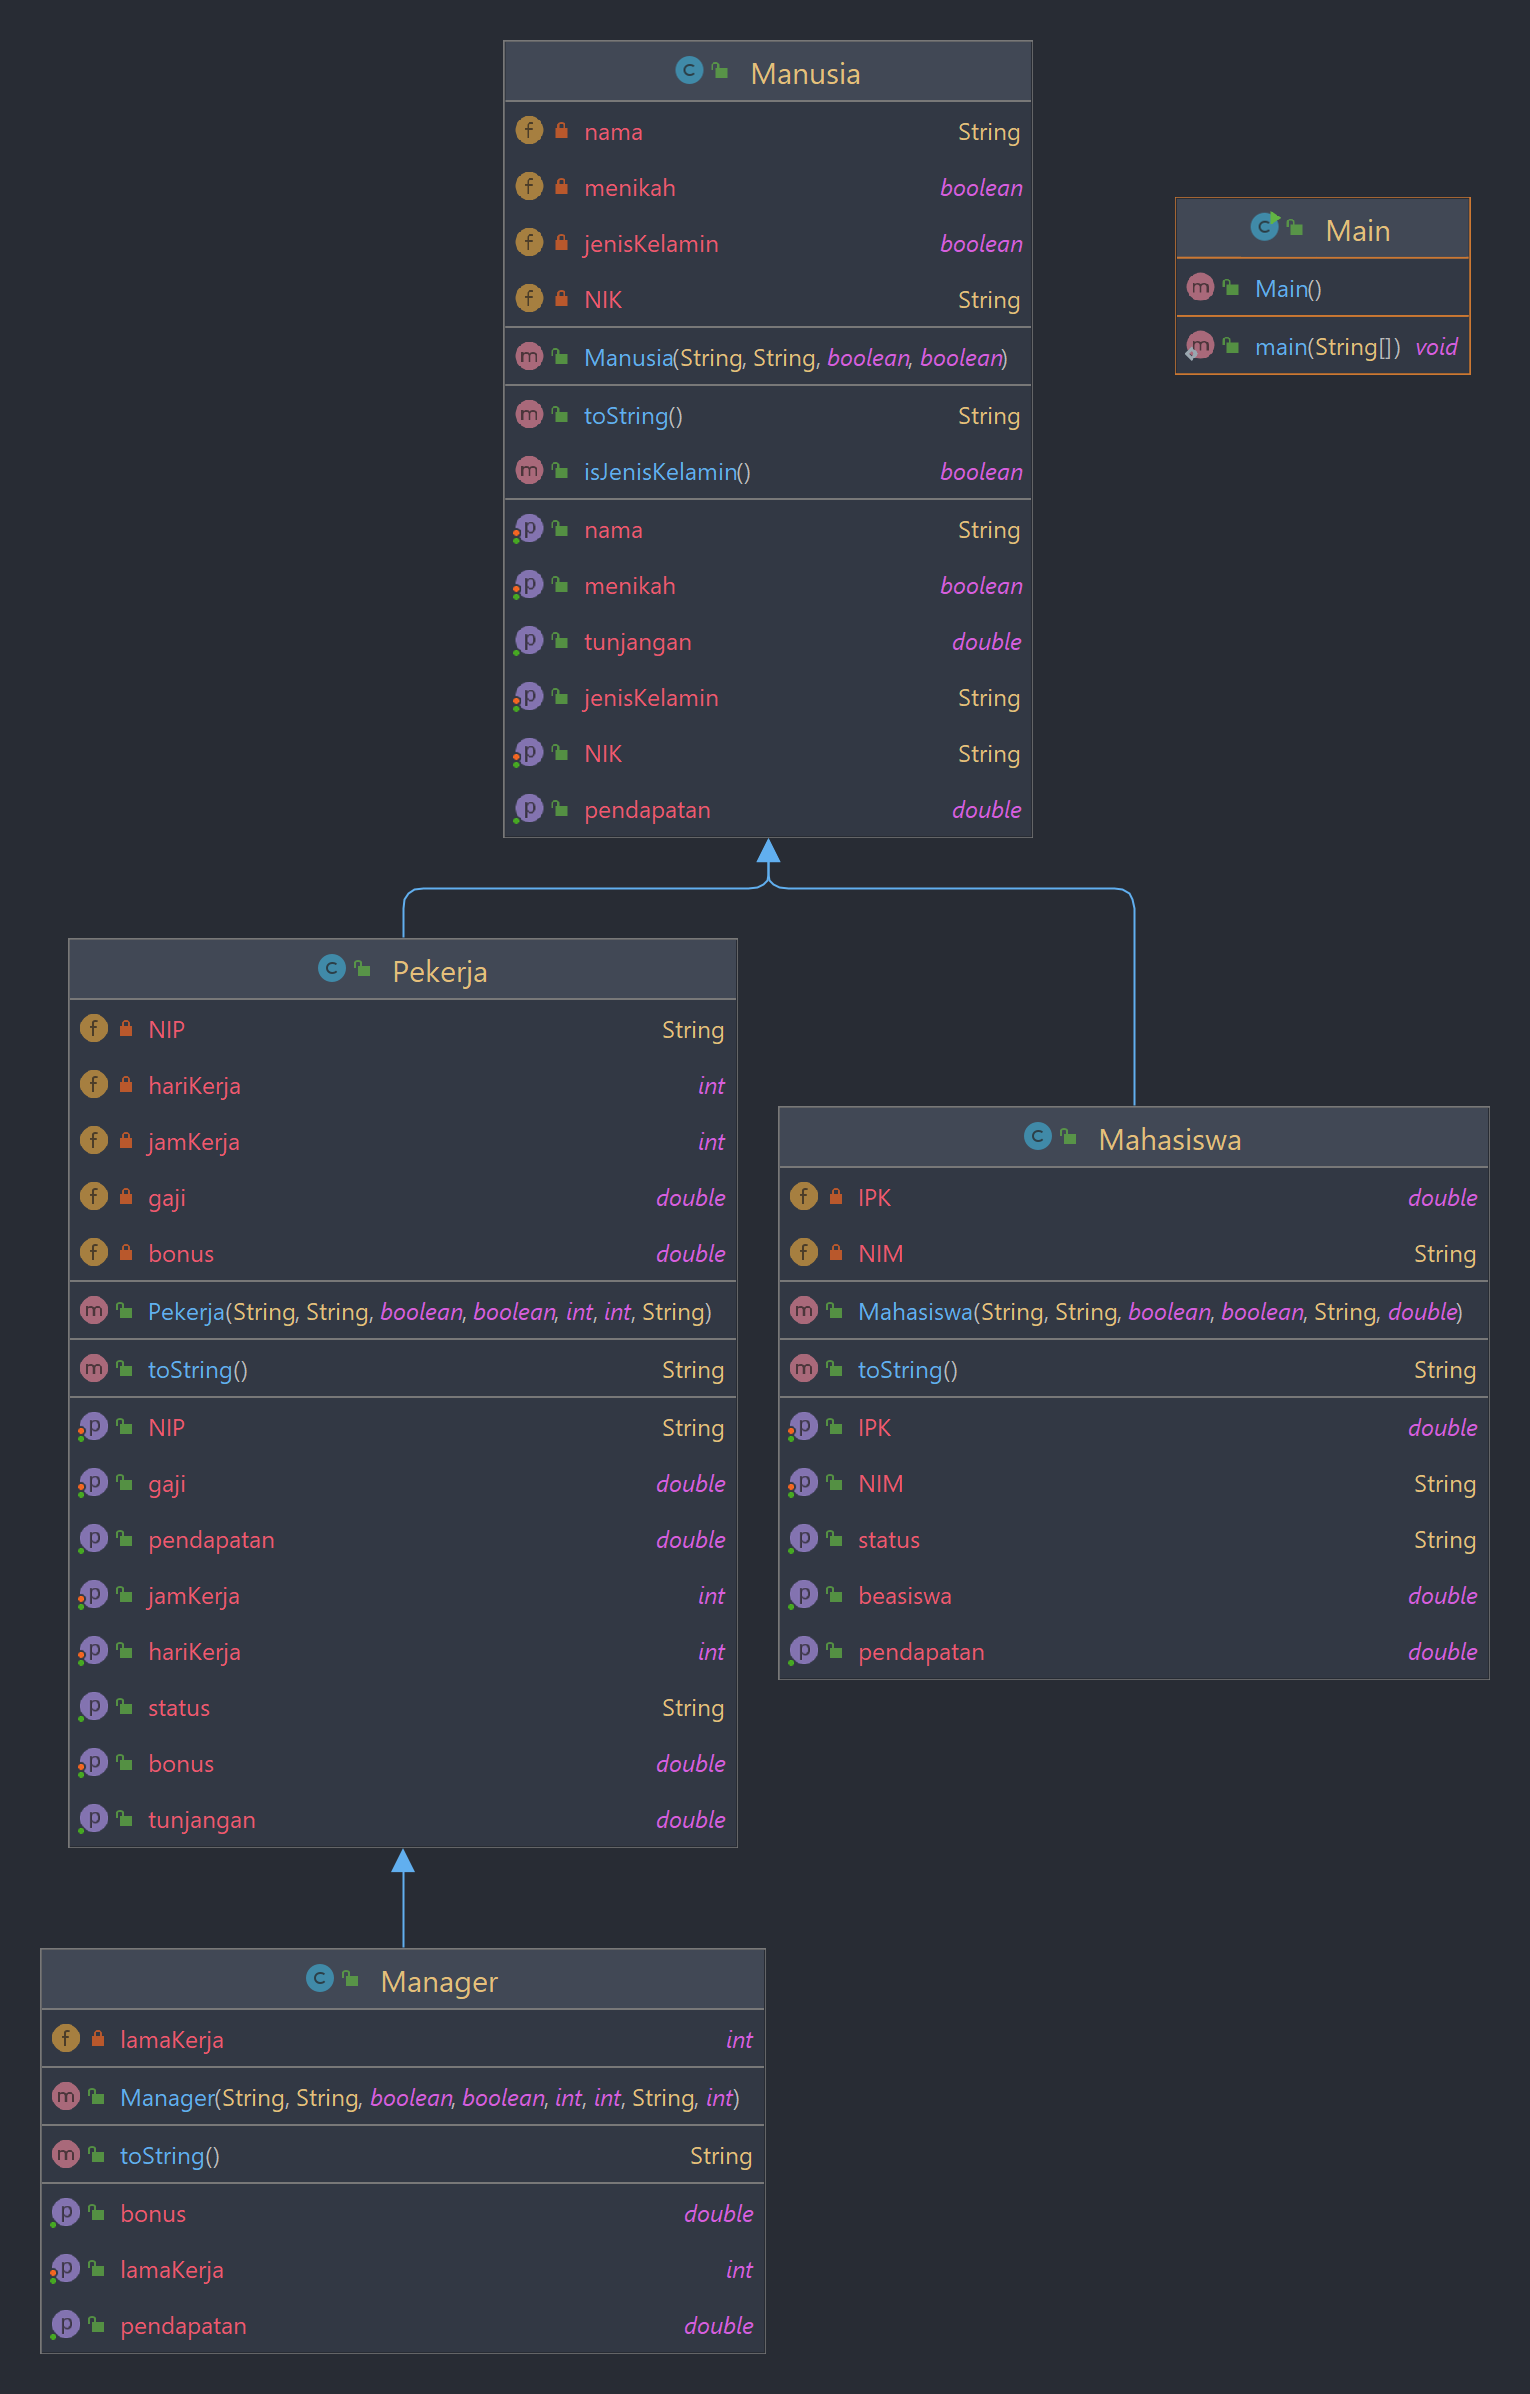 Manusia
nama String
menikah boolean
jenisKelamin boolean
NIK String
Manusia(String, String, boolean, boolean)
toString() String
isJenisKelamin() boolean
nama String
menikah boolean
tunjangan double
jenisKelamin String
NIK String
pendapatan double
Main
Main()
main(String[]) void
Pekerja
NIP String
hariKerja int
jamKerja int
gaji double
bonus double
Pekerja(String, String, boolean, boolean, int, int, String)
toString() String
NIP String
gaji double
pendapatan double
jamKerja int
hariKerja int
status String
bonus double
tunjangan double
Mahasiswa
IPK double
NIM String
Mahasiswa(String, String, boolean, boolean, String, double)
toString() String
IPK double
NIM String
status String
beasiswa double
pendapatan double
Manager
lamaKerja int
Manager(String, String, boolean, boolean, int, int, String, int)
toString() String
bonus double
lamaKerja int
pendapatan double